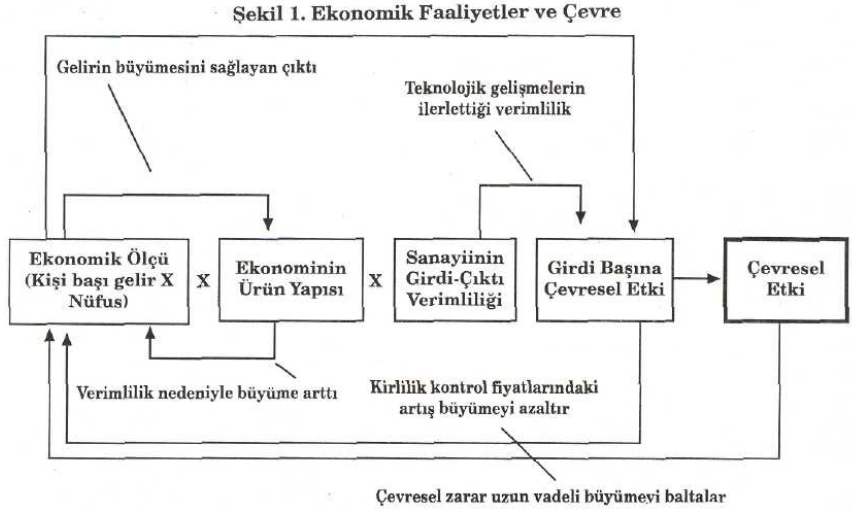 Şekil 1. Ekonomik Faaliyetler ve Çevre
Gelirin büyümesini sağlayan çıktı
Teknolojik gelişmelerin
ilerlettiği verimlilik
Ekonomik Ölçü
(Kişi başı gelir X
Nüfus)
X
Ekonominin
Ürün Yapısı
X
Sanayiinin
Girdi-Çıktı
Verimliliği
Girdi Başına
Çevresel Etki
Çevresel
Etki
Verimlilik nedeniyle büyüme arttı
Kirlilik kontrol fiyatlarındaki
artış büyümeyi azaltır
Çevresel zarar uzun vadeli büyümeyi baltalar